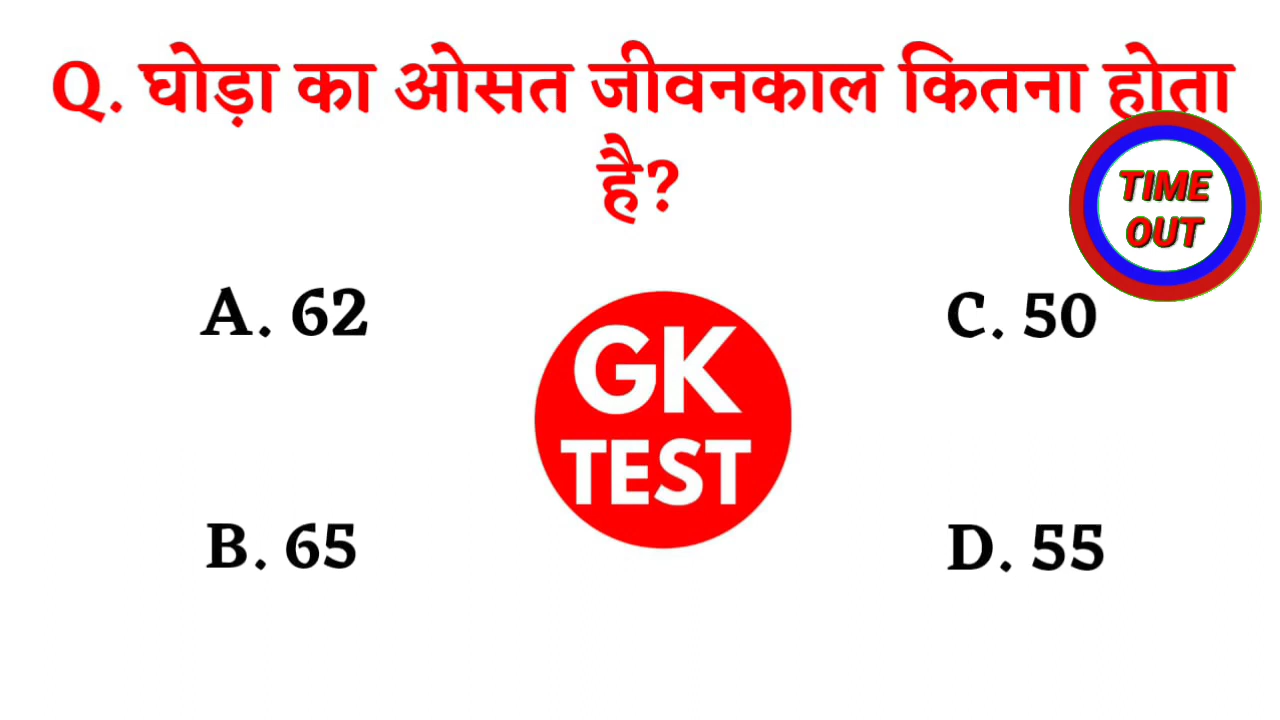 Q. घोड़ा का ओसत जीवनकाल कितना होता
है?
TIME
OUT
A. 62
C. 50
GK
TEST
B. 65
D. 55